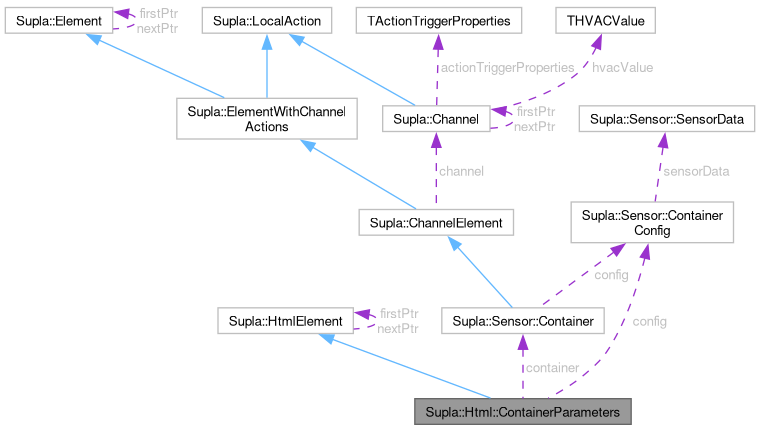 Supla::Element
firstPtr
nextPtr
Supla::LocalAction
TActionTriggerProperties
THVACValue
actionTriggerProperties
hvacValue
Supla::ElementWithChannel
Actions
Supla::Channel
firstPtr
nextPtr
Supla::Sensor::SensorData
channel
sensorData
Supla::ChannelElement
Supla::Sensor::Container
Config
config
Supla::HtmlElement
firstPtr
nextPtr
Supla::Sensor::Container
config
container
Supla::Html::ContainerParameters